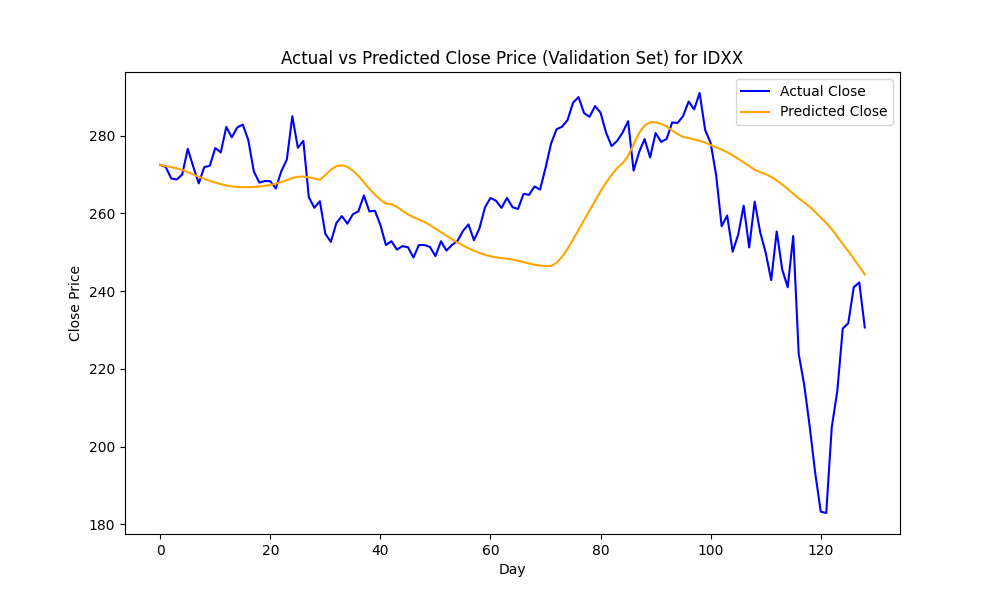 Actual vs Predicted Close Price (Validation Set) for IDXX
Actual Close
Predicted Close
Close Price
280
260
240
220
200
180
0 20 40 60 80 100 120
Day